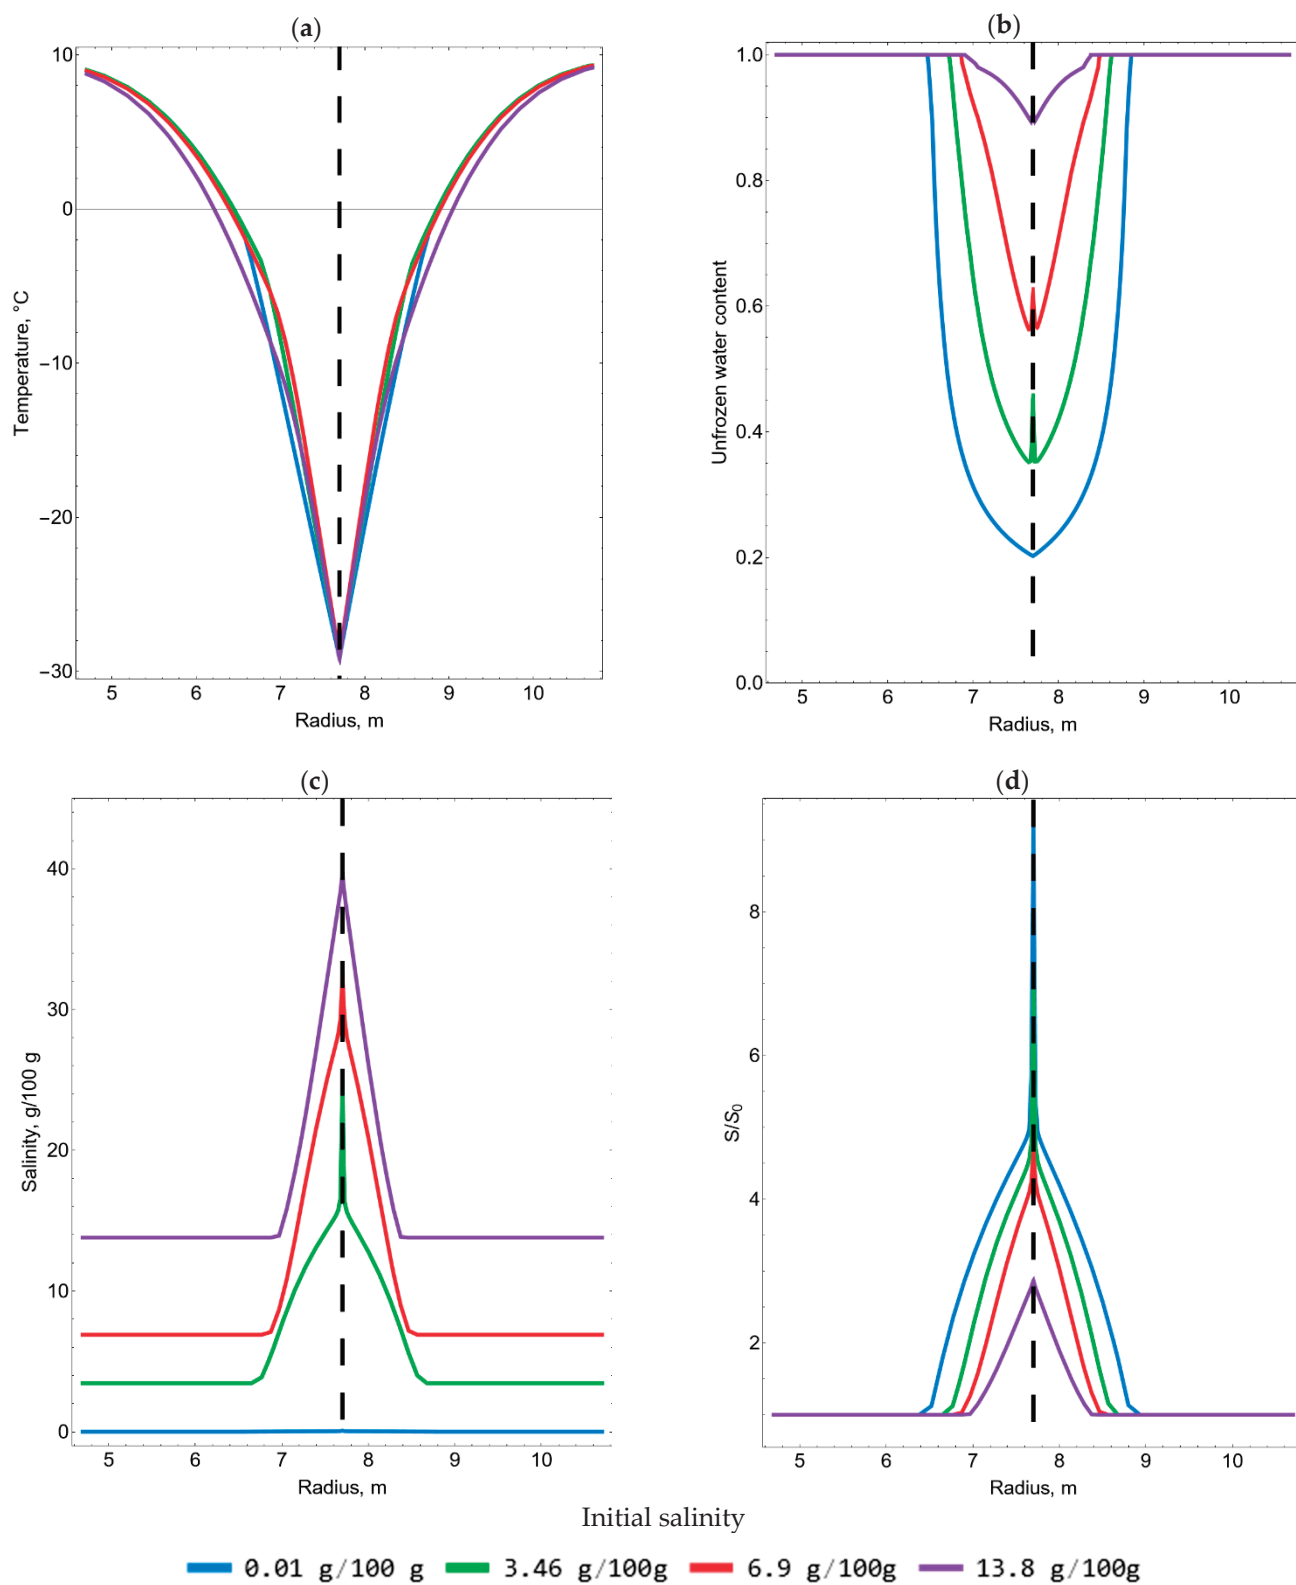 (a)
10
0
−10
−20
−30
Temperature, °C
5 6 7 8 9 10
Radius, m
(b)
1.0
0.8
0.6
0.4
0.2
0.0
Unfrozen water content
5 6 7 8 9 10
Radius, m
(c)
40
30
20
10
0
Salinity, g/100 g
5 6 7 8 9 10
Radius, m
(d)
8
6
4
2
S/S₀
5 6 7 8 9 10
Radius, m
Initial salinity
0.01 g/100 g 3.46 g/100g 6.9 g/100g 13.8 g/100g